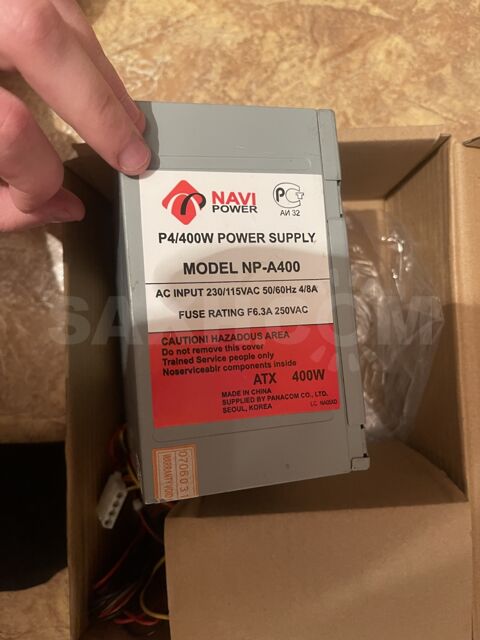 NAVI
POWER
РСТ
АИ 32
P4/400W POWER SUPPLY
MODEL NP-A400
AC INPUT 230/115VAC 50/60Hz 4/8A
FUSE RATING F6.3A 250VAC
CAUTION! HAZADOUS AREA
Do not remove this cover
Trained Service people only
Noserviceablr components inside
ATX 400W
MADE IN CHINA
SUPPLIED BY PANACOM CO., LTD.
SEOUL, KOREA